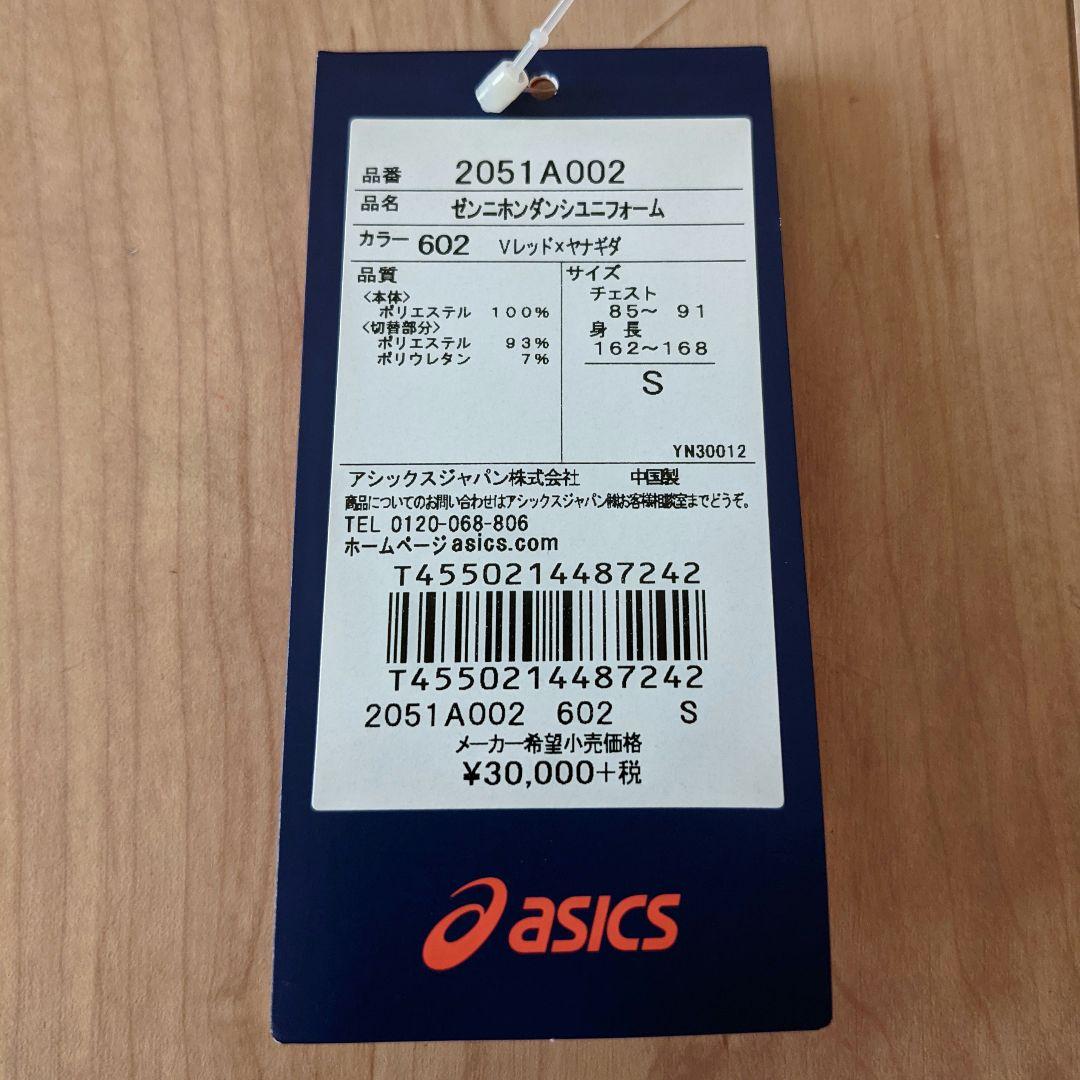 品番 2051A002
品名 ゼンニホンダンシユニフォーム
カラー 602 Vレッド×ヤナギダ
品質
<本体>
ポリエステル 100%
<切替部分>
ポリエステル 93%
ポリウレタン 7%
サイズ
チェスト
85〜 91
身 長
162〜168
S
YN30012
アシックスジャパン株式会社 中国製
商品についてのお問い合わせはアシックスジャパン㈱お客様相談室までどうぞ。
TEL 0120-068-806
ホームページasics.com
T4550214487242
T4550214487242
2051A002 602 S
メーカー希望小売価格
¥30,000+税
asics